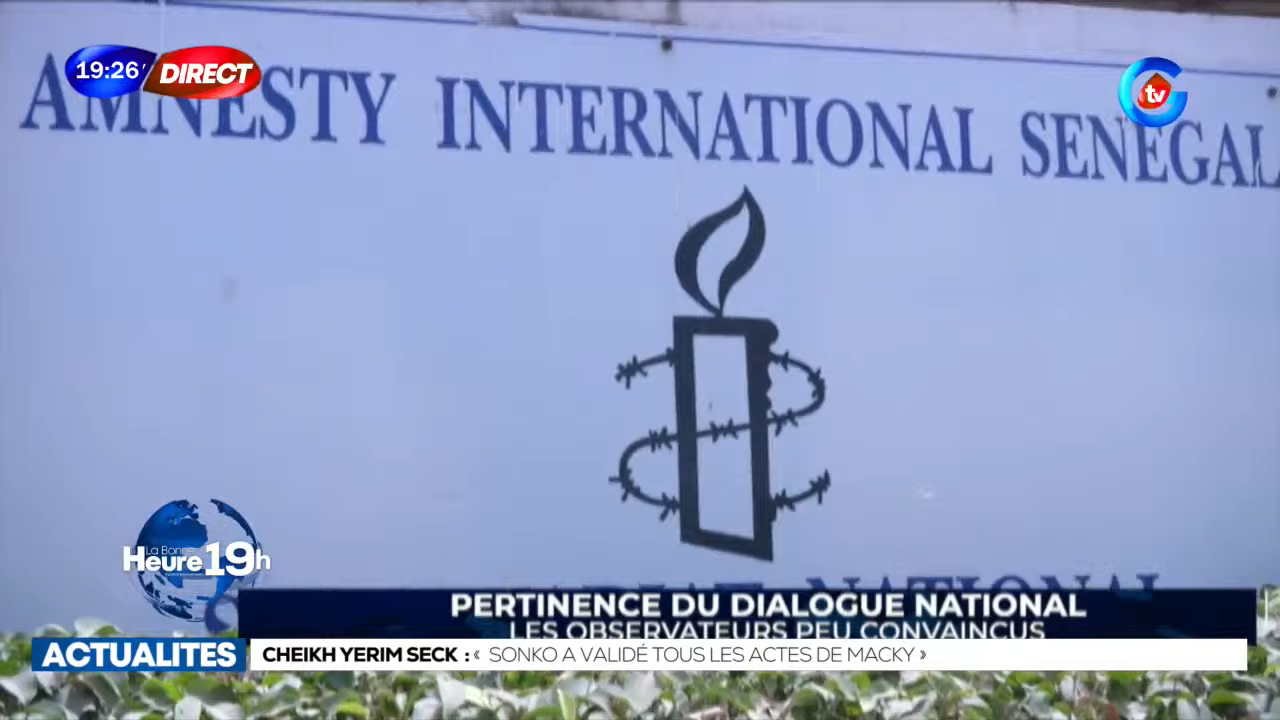 19:26'
DIRECT
tv
AMNESTY INTERNATIONAL SENEGAL
La Bonne
Heure 19h
NATIONAL
PERTINENCE DU DIALOGUE NATIONAL
LES OBSERVATEURS PEU CONVAINCUS
ACTUALITES
CHEIKH YERIM SECK : « SONKO A VALIDÉ TOUS LES ACTES DE MACKY »